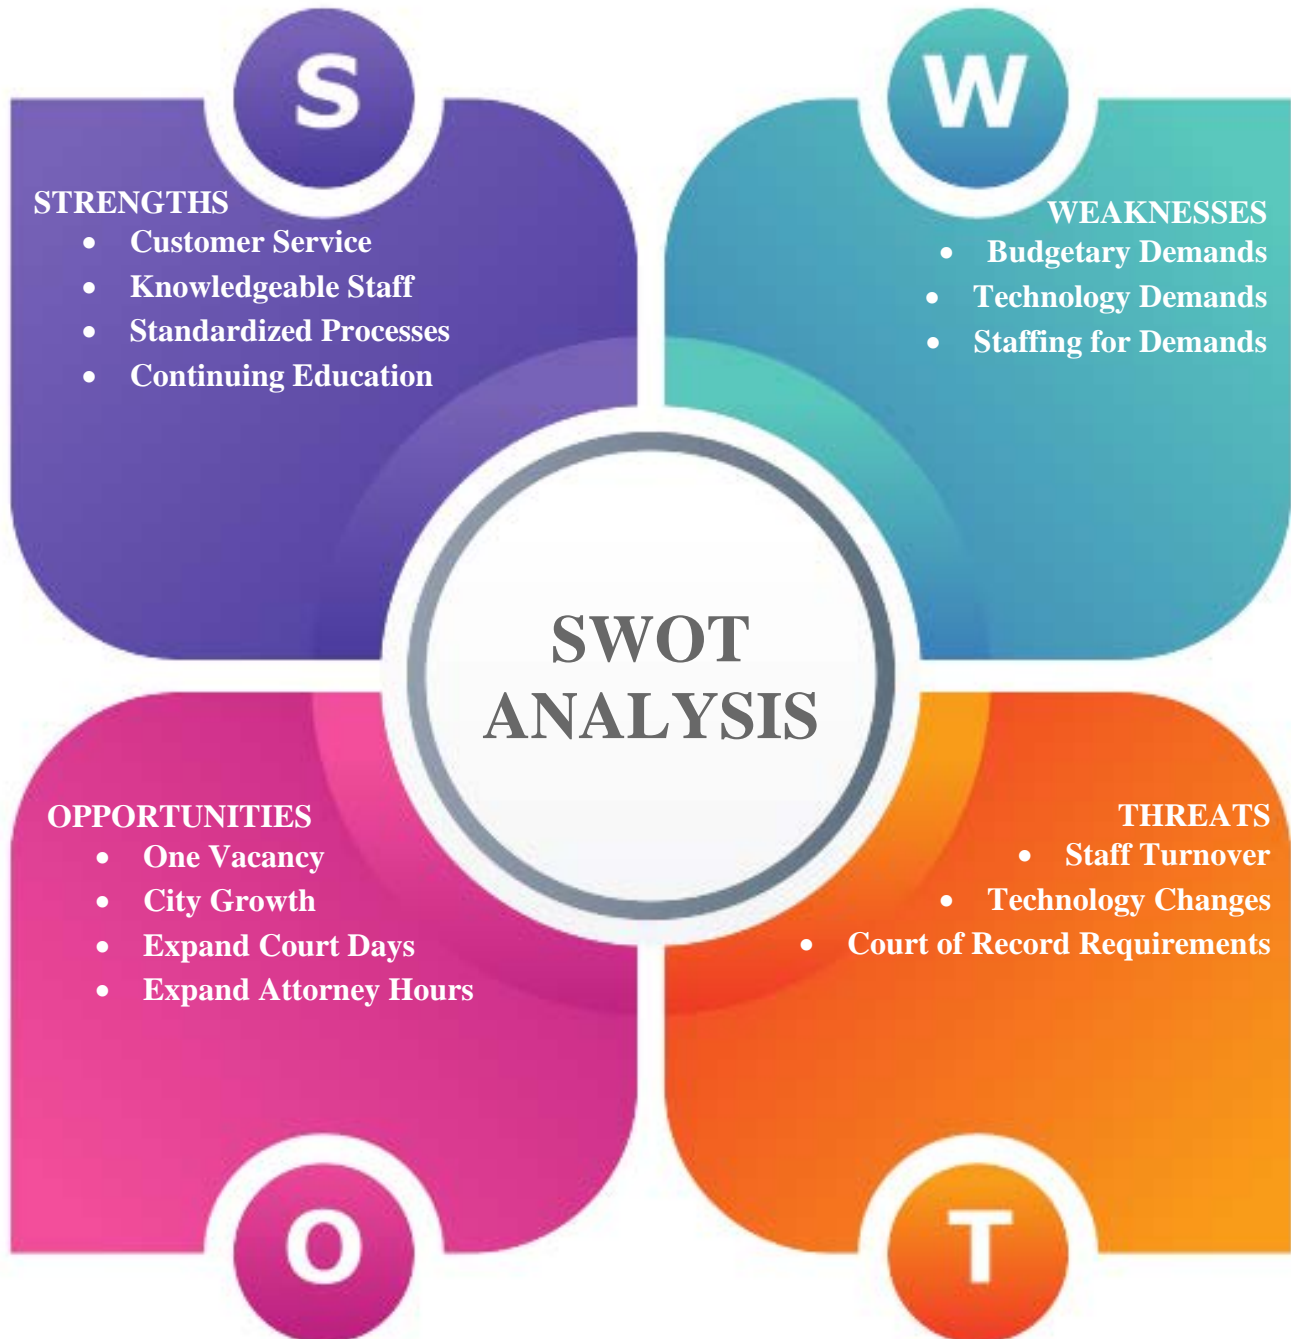 S
STRENGTHS
• Customer Service
• Knowledgeable Staff
• Standardized Processes
• Continuing Education
W
WEAKNESSES
• Budgetary Demands
• Technology Demands
• Staffing for Demands
SWOT
ANALYSIS
OPPORTUNITIES
• One Vacancy
• City Growth
• Expand Court Days
• Expand Attorney Hours
O
THREATS
• Staff Turnover
• Technology Changes
• Court of Record Requirements
T